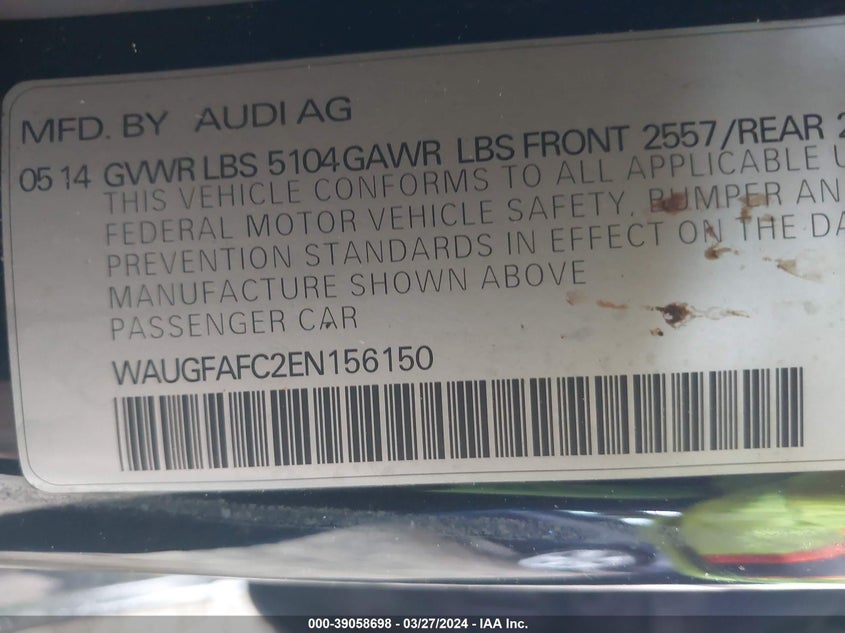 MFD. BY AUDI AG
05 14 GVWR LBS 5104 GAWR LBS FRONT 2557/REAR
THIS VEHICLE CONFORMS TO ALL APPLICABLE
FEDERAL MOTOR VEHICLE SAFETY, BUMPER AN
PREVENTION STANDARDS IN EFFECT ON THE DA
MANUFACTURE SHOWN ABOVE
PASSENGER CAR
WAUGFAFC2EN156150
000-39058698 - 03/27/2024 - IAA Inc.